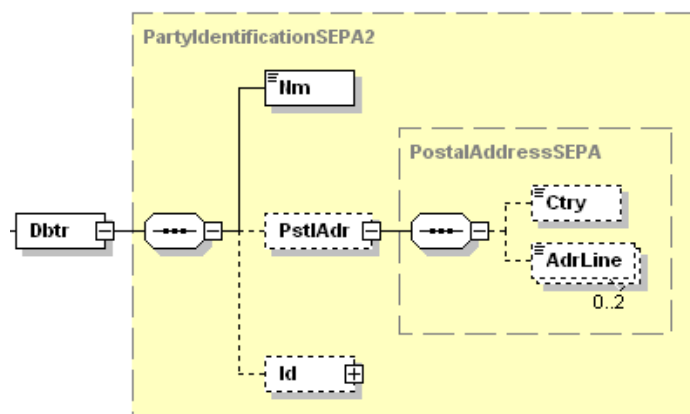 PartyIdentificationSEPA2
Nm
PostalAddressSEPA
Dbtr
PstlAdr
Ctry
AdrLine
0..2
Id